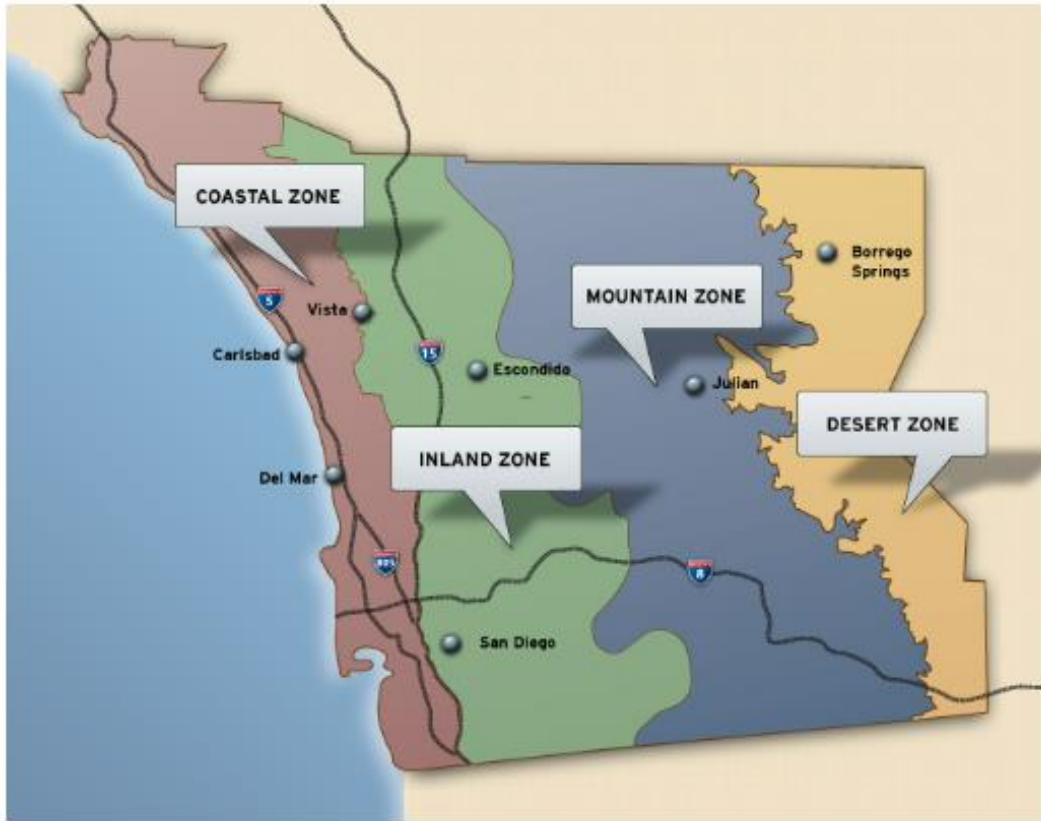 COASTAL ZONE
Borrego
Springs
MOUNTAIN ZONE
5
Vista
15
Carlsbad
Escondido
Julian
DESERT ZONE
INLAND ZONE
Del Mar
805
8
San Diego